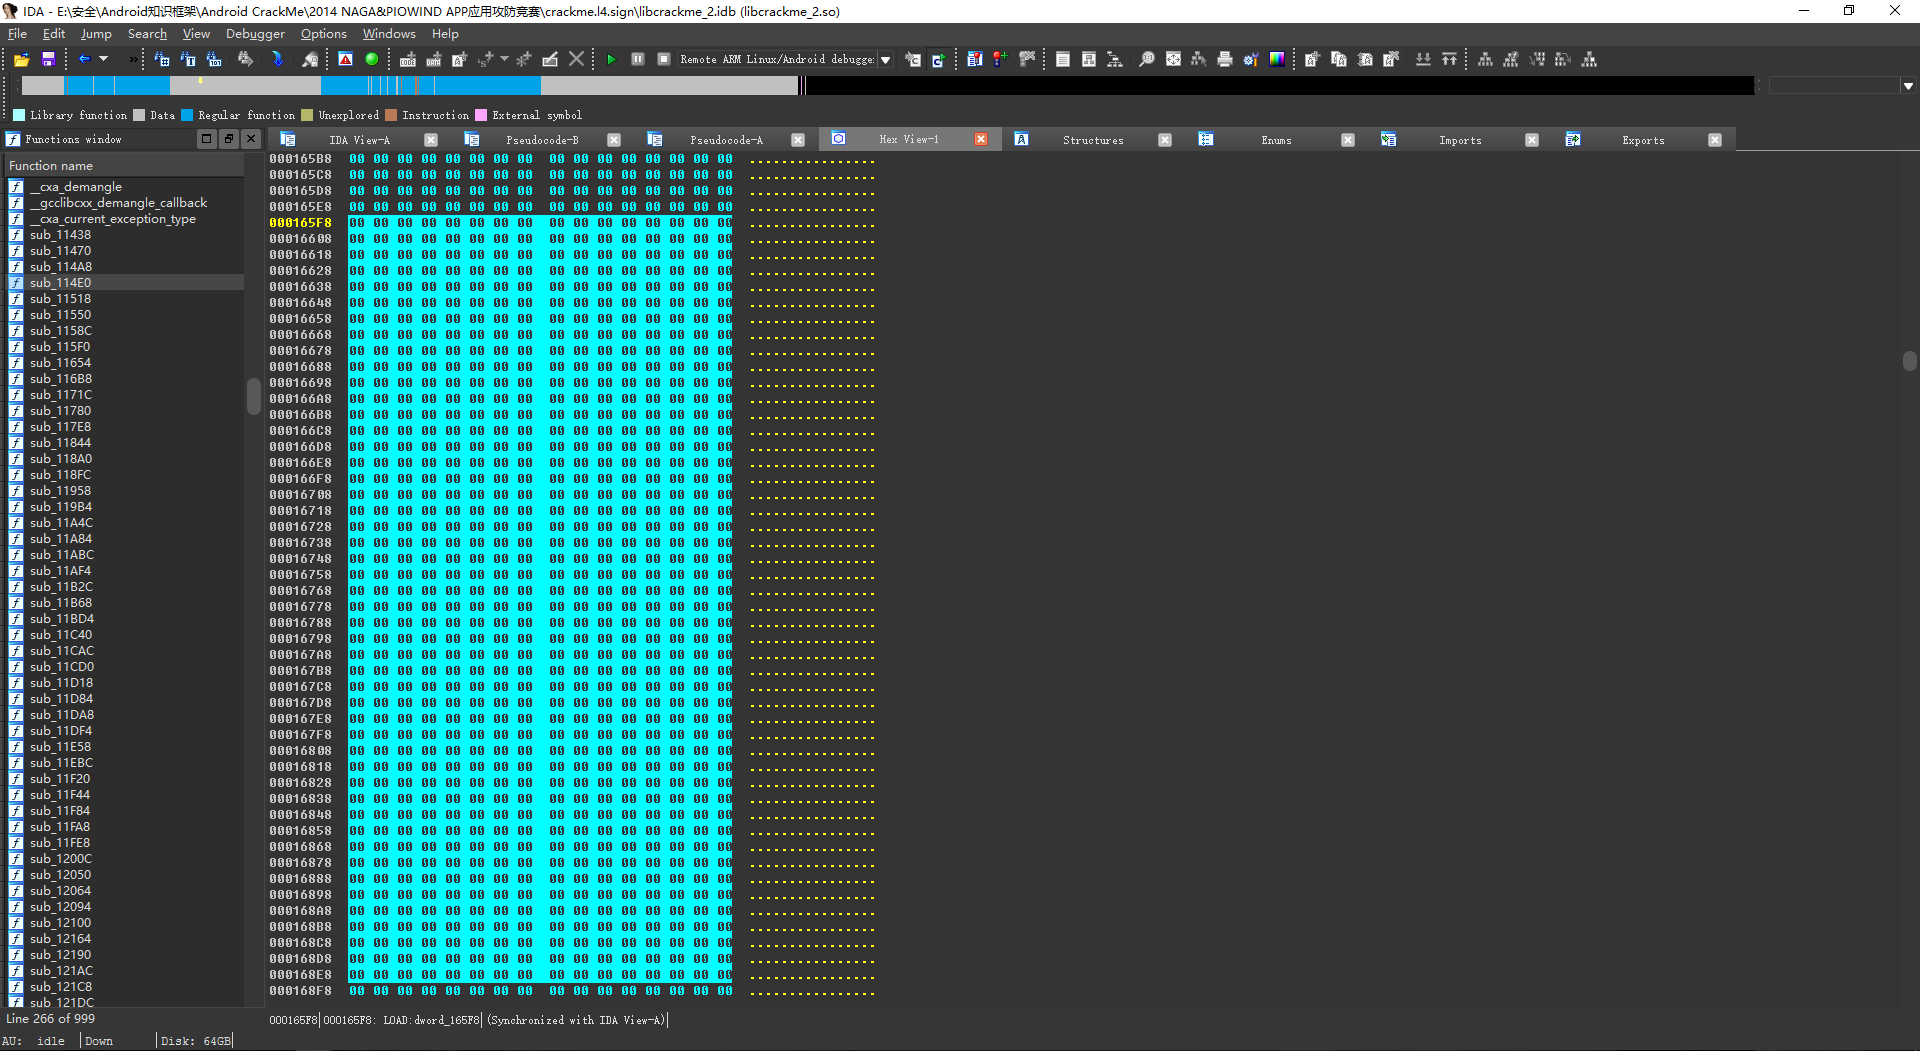 IDA - E:\安全\Android知识框架\Android CrackMe\2014 NAGA&PIOWIND APP应用攻防竞赛\crackme.l4.sign\libcrackme_2.idb (libcrackme_2.so)
File Edit Jump Search View Debugger Options Windows Help
Remote ARM Linux/Android debugge:
Library function Data Regular function Unexplored Instruction External symbol
Functions window
IDA View-A Pseudocode-B Pseudocode-A Hex View-1 Structures Enums Imports Exports
Function name
__cxa_demangle
__gcclibcxx_demangle_callback
__cxa_current_exception_type
sub_11438
sub_11470
sub_114A8
sub_114E0
sub_11518
sub_11550
sub_1158C
sub_115F0
sub_11654
sub_116B8
sub_1171C
sub_11780
sub_117E8
sub_11844
sub_118A0
sub_118FC
sub_11958
sub_119B4
sub_11A4C
sub_11A84
sub_11ABC
sub_11AF4
sub_11B2C
sub_11B68
sub_11BD4
sub_11C40
sub_11CAC
sub_11CD0
sub_11D18
sub_11D84
sub_11DA8
sub_11DF4
sub_11E58
sub_11EBC
sub_11F20
sub_11F44
sub_11F84
sub_11FA8
sub_11FE8
sub_1200C
sub_12050
sub_12064
sub_12094
sub_12100
sub_12164
sub_12190
sub_121AC
sub_121C8
sub_121DC
Line 266 of 999
000165B8 00 00 00 00 00 00 00 00 00 00 00 00 00 00 00 00 ................
000165C8 00 00 00 00 00 00 00 00 00 00 00 00 00 00 00 00 ................
000165D8 00 00 00 00 00 00 00 00 00 00 00 00 00 00 00 00 ................
000165E8 00 00 00 00 00 00 00 00 00 00 00 00 00 00 00 00 ................
000165F8 00 00 00 00 00 00 00 00 00 00 00 00 00 00 00 00 ................
00016608 00 00 00 00 00 00 00 00 00 00 00 00 00 00 00 00 ................
00016618 00 00 00 00 00 00 00 00 00 00 00 00 00 00 00 00 ................
00016628 00 00 00 00 00 00 00 00 00 00 00 00 00 00 00 00 ................
00016638 00 00 00 00 00 00 00 00 00 00 00 00 00 00 00 00 ................
00016648 00 00 00 00 00 00 00 00 00 00 00 00 00 00 00 00 ................
00016658 00 00 00 00 00 00 00 00 00 00 00 00 00 00 00 00 ................
00016668 00 00 00 00 00 00 00 00 00 00 00 00 00 00 00 00 ................
00016678 00 00 00 00 00 00 00 00 00 00 00 00 00 00 00 00 ................
00016688 00 00 00 00 00 00 00 00 00 00 00 00 00 00 00 00 ................
00016698 00 00 00 00 00 00 00 00 00 00 00 00 00 00 00 00 ................
000166A8 00 00 00 00 00 00 00 00 00 00 00 00 00 00 00 00 ................
000166B8 00 00 00 00 00 00 00 00 00 00 00 00 00 00 00 00 ................
000166C8 00 00 00 00 00 00 00 00 00 00 00 00 00 00 00 00 ................
000166D8 00 00 00 00 00 00 00 00 00 00 00 00 00 00 00 00 ................
000166E8 00 00 00 00 00 00 00 00 00 00 00 00 00 00 00 00 ................
000166F8 00 00 00 00 00 00 00 00 00 00 00 00 00 00 00 00 ................
00016708 00 00 00 00 00 00 00 00 00 00 00 00 00 00 00 00 ................
00016718 00 00 00 00 00 00 00 00 00 00 00 00 00 00 00 00 ................
00016728 00 00 00 00 00 00 00 00 00 00 00 00 00 00 00 00 ................
00016738 00 00 00 00 00 00 00 00 00 00 00 00 00 00 00 00 ................
00016748 00 00 00 00 00 00 00 00 00 00 00 00 00 00 00 00 ................
00016758 00 00 00 00 00 00 00 00 00 00 00 00 00 00 00 00 ................
00016768 00 00 00 00 00 00 00 00 00 00 00 00 00 00 00 00 ................
00016778 00 00 00 00 00 00 00 00 00 00 00 00 00 00 00 00 ................
00016788 00 00 00 00 00 00 00 00 00 00 00 00 00 00 00 00 ................
00016798 00 00 00 00 00 00 00 00 00 00 00 00 00 00 00 00 ................
000167A8 00 00 00 00 00 00 00 00 00 00 00 00 00 00 00 00 ................
000167B8 00 00 00 00 00 00 00 00 00 00 00 00 00 00 00 00 ................
000167C8 00 00 00 00 00 00 00 00 00 00 00 00 00 00 00 00 ................
000167D8 00 00 00 00 00 00 00 00 00 00 00 00 00 00 00 00 ................
000167E8 00 00 00 00 00 00 00 00 00 00 00 00 00 00 00 00 ................
000167F8 00 00 00 00 00 00 00 00 00 00 00 00 00 00 00 00 ................
00016808 00 00 00 00 00 00 00 00 00 00 00 00 00 00 00 00 ................
00016818 00 00 00 00 00 00 00 00 00 00 00 00 00 00 00 00 ................
00016828 00 00 00 00 00 00 00 00 00 00 00 00 00 00 00 00 ................
00016838 00 00 00 00 00 00 00 00 00 00 00 00 00 00 00 00 ................
00016848 00 00 00 00 00 00 00 00 00 00 00 00 00 00 00 00 ................
00016858 00 00 00 00 00 00 00 00 00 00 00 00 00 00 00 00 ................
00016868 00 00 00 00 00 00 00 00 00 00 00 00 00 00 00 00 ................
00016878 00 00 00 00 00 00 00 00 00 00 00 00 00 00 00 00 ................
00016888 00 00 00 00 00 00 00 00 00 00 00 00 00 00 00 00 ................
00016898 00 00 00 00 00 00 00 00 00 00 00 00 00 00 00 00 ................
000168A8 00 00 00 00 00 00 00 00 00 00 00 00 00 00 00 00 ................
000168B8 00 00 00 00 00 00 00 00 00 00 00 00 00 00 00 00 ................
000168C8 00 00 00 00 00 00 00 00 00 00 00 00 00 00 00 00 ................
000168D8 00 00 00 00 00 00 00 00 00 00 00 00 00 00 00 00 ................
000168E8 00 00 00 00 00 00 00 00 00 00 00 00 00 00 00 00 ................
000168F8 00 00 00 00 00 00 00 00 00 00 00 00 00 00 00 00 ................
000165F8 000165F8: LOAD:dword_165F8 (Synchronized with IDA View-A)
AU: idle Down Disk: 64GB